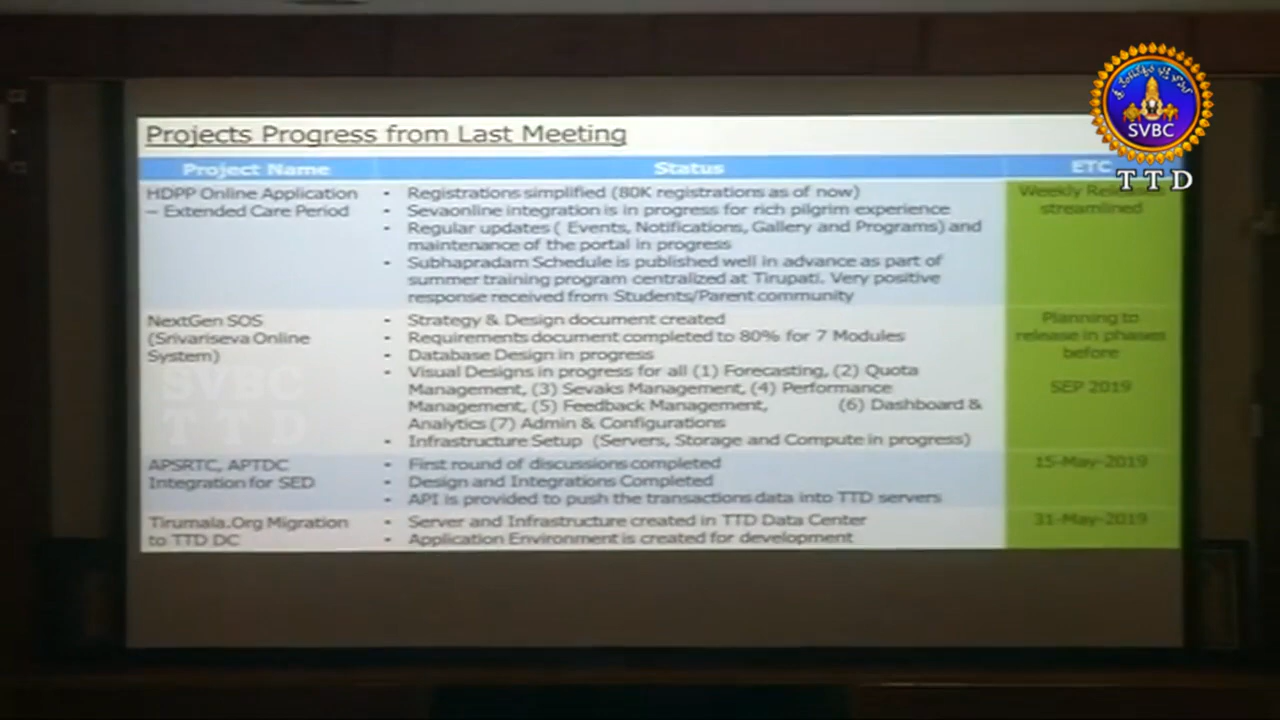 Projects Progress from Last Meeting
Project Name Status ETC
HDPP Online Application
– Extended Care Period
• Registrations simplified (80K registrations as of now)
• Sevaonline integration is in progress for rich pilgrim experience
• Regular updates ( Events, Notifications, Gallery and Programs) and
maintenance of the portal in progress
• Subhapradam Schedule is published well in advance as part of
summer training program centralized at Tirupati. Very positive
response received from Students/Parent community
Weekly
streamlined
NextGen SOS
(Srivariseva Online
System)
• Strategy & Design document created
• Requirements document completed to 80% for 7 Modules
• Database Design in progress
• Visual Designs in progress for all (1) Forecasting, (2) Quota
Management, (3) Sevaks Management, (4) Performance
Management, (5) Feedback Management, (6) Dashboard &
Analytics (7) Admin & Configurations
• Infrastructure Setup (Servers, Storage and Compute in progress)
Planning to
release in phases
before
SEP 2019
APSRTC, APTDC
Integration for SED
• First round of discussions completed
• Design and Integrations Completed
• API is provided to push the transactions data into TTD servers
15-May-2019
Tirumala.Org Migration
to TTD DC
• Server and Infrastructure created in TTD Data Center
• Application Environment is created for development
31-May-2019
SVBC
TTD
SVBC
TTD